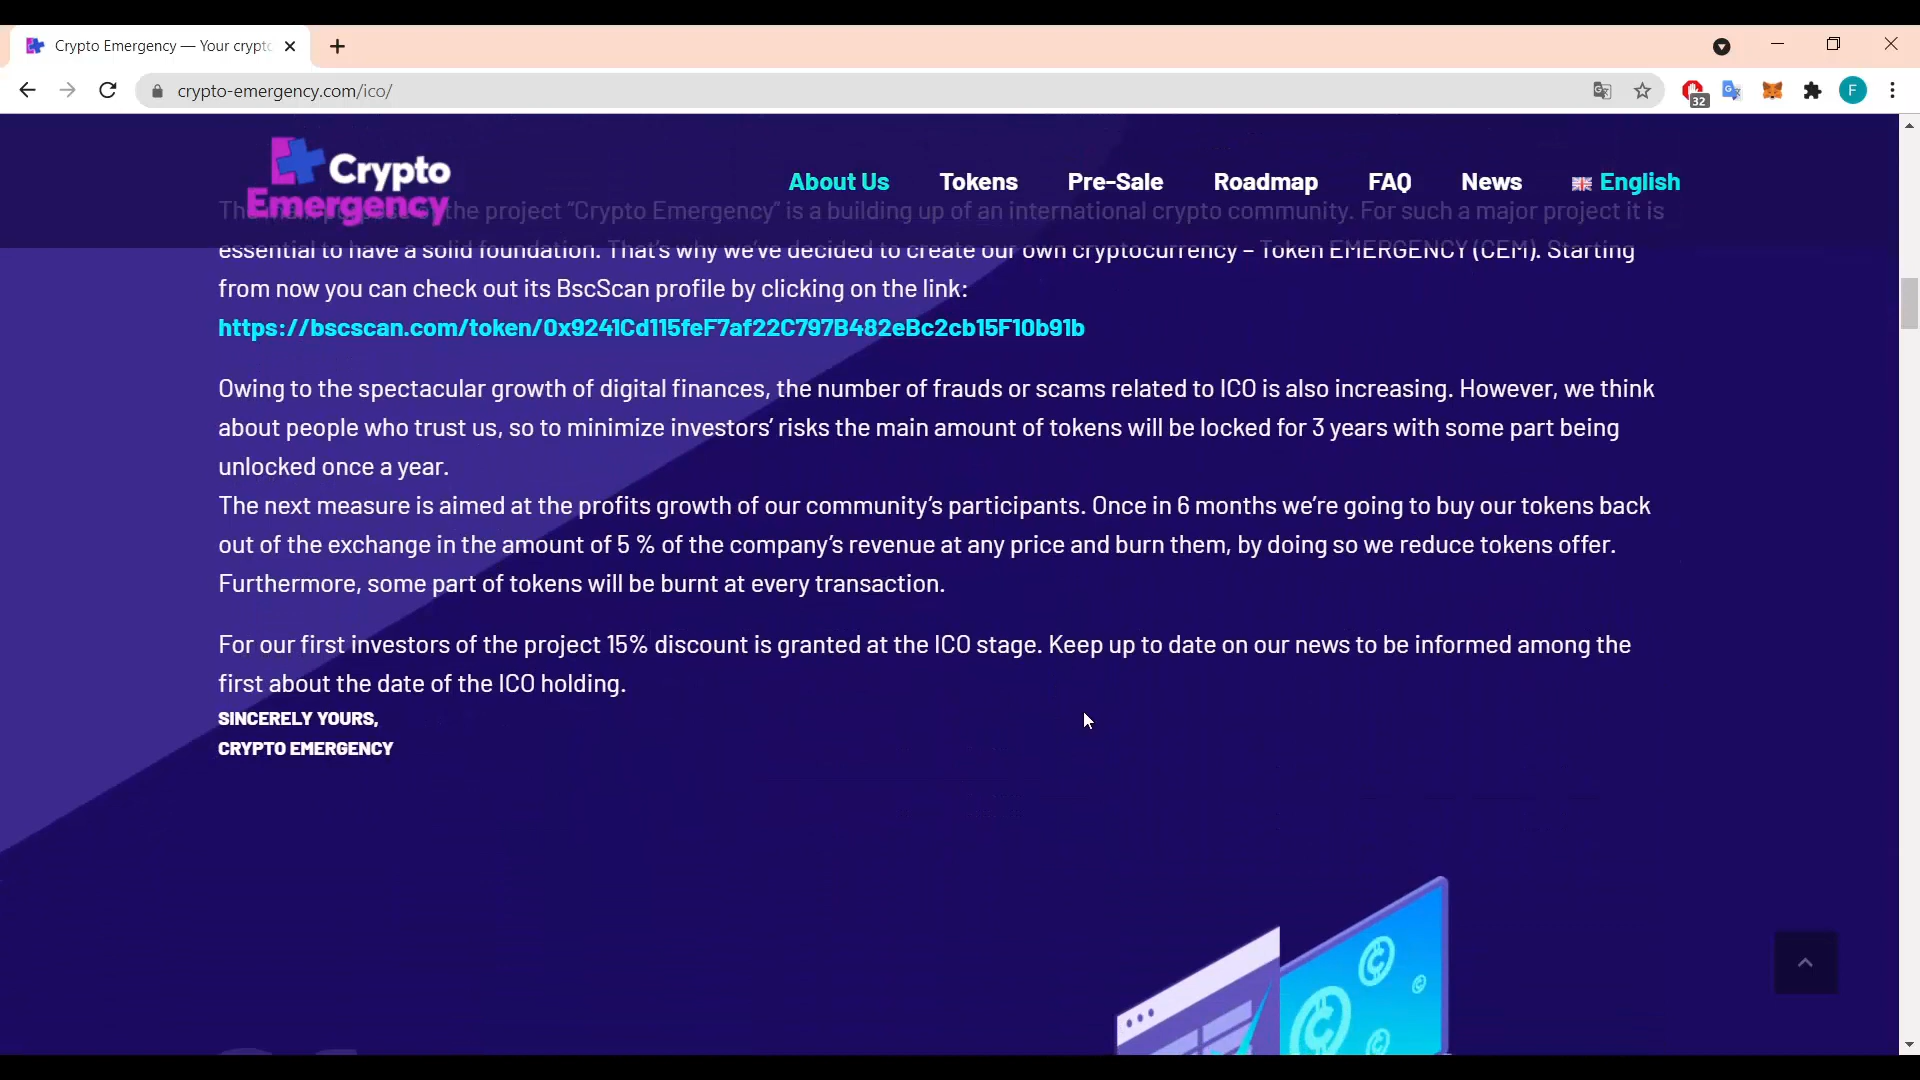 Crypto Emergency — Your crypto
crypto-emergency.com/ico/
32
F
Crypto
Emergency
About Us Tokens Pre-Sale Roadmap FAQ News English
the project “Crypto Emergency” is a building up of an international crypto community. For such a major project it is
essential to have a solid foundation. That’s why we’ve decided to create our own cryptocurrency – Token EMERGENCY (CEM). Starting
from now you can check out its BscScan profile by clicking on the link:
https://bscscan.com/token/0x9241Cd115feF7af22C797B482eBc2cb15F10b91b
Owing to the spectacular growth of digital finances, the number of frauds or scams related to ICO is also increasing. However, we think
about people who trust us, so to minimize investors’ risks the main amount of tokens will be locked for 3 years with some part being
unlocked once a year.
The next measure is aimed at the profits growth of our community’s participants. Once in 6 months we’re going to buy our tokens back
out of the exchange in the amount of 5 % of the company’s revenue at any price and burn them, by doing so we reduce tokens offer.
Furthermore, some part of tokens will be burnt at every transaction.
For our first investors of the project 15% discount is granted at the ICO stage. Keep up to date on our news to be informed among the
first about the date of the ICO holding.
SINCERELY YOURS,
CRYPTO EMERGENCY